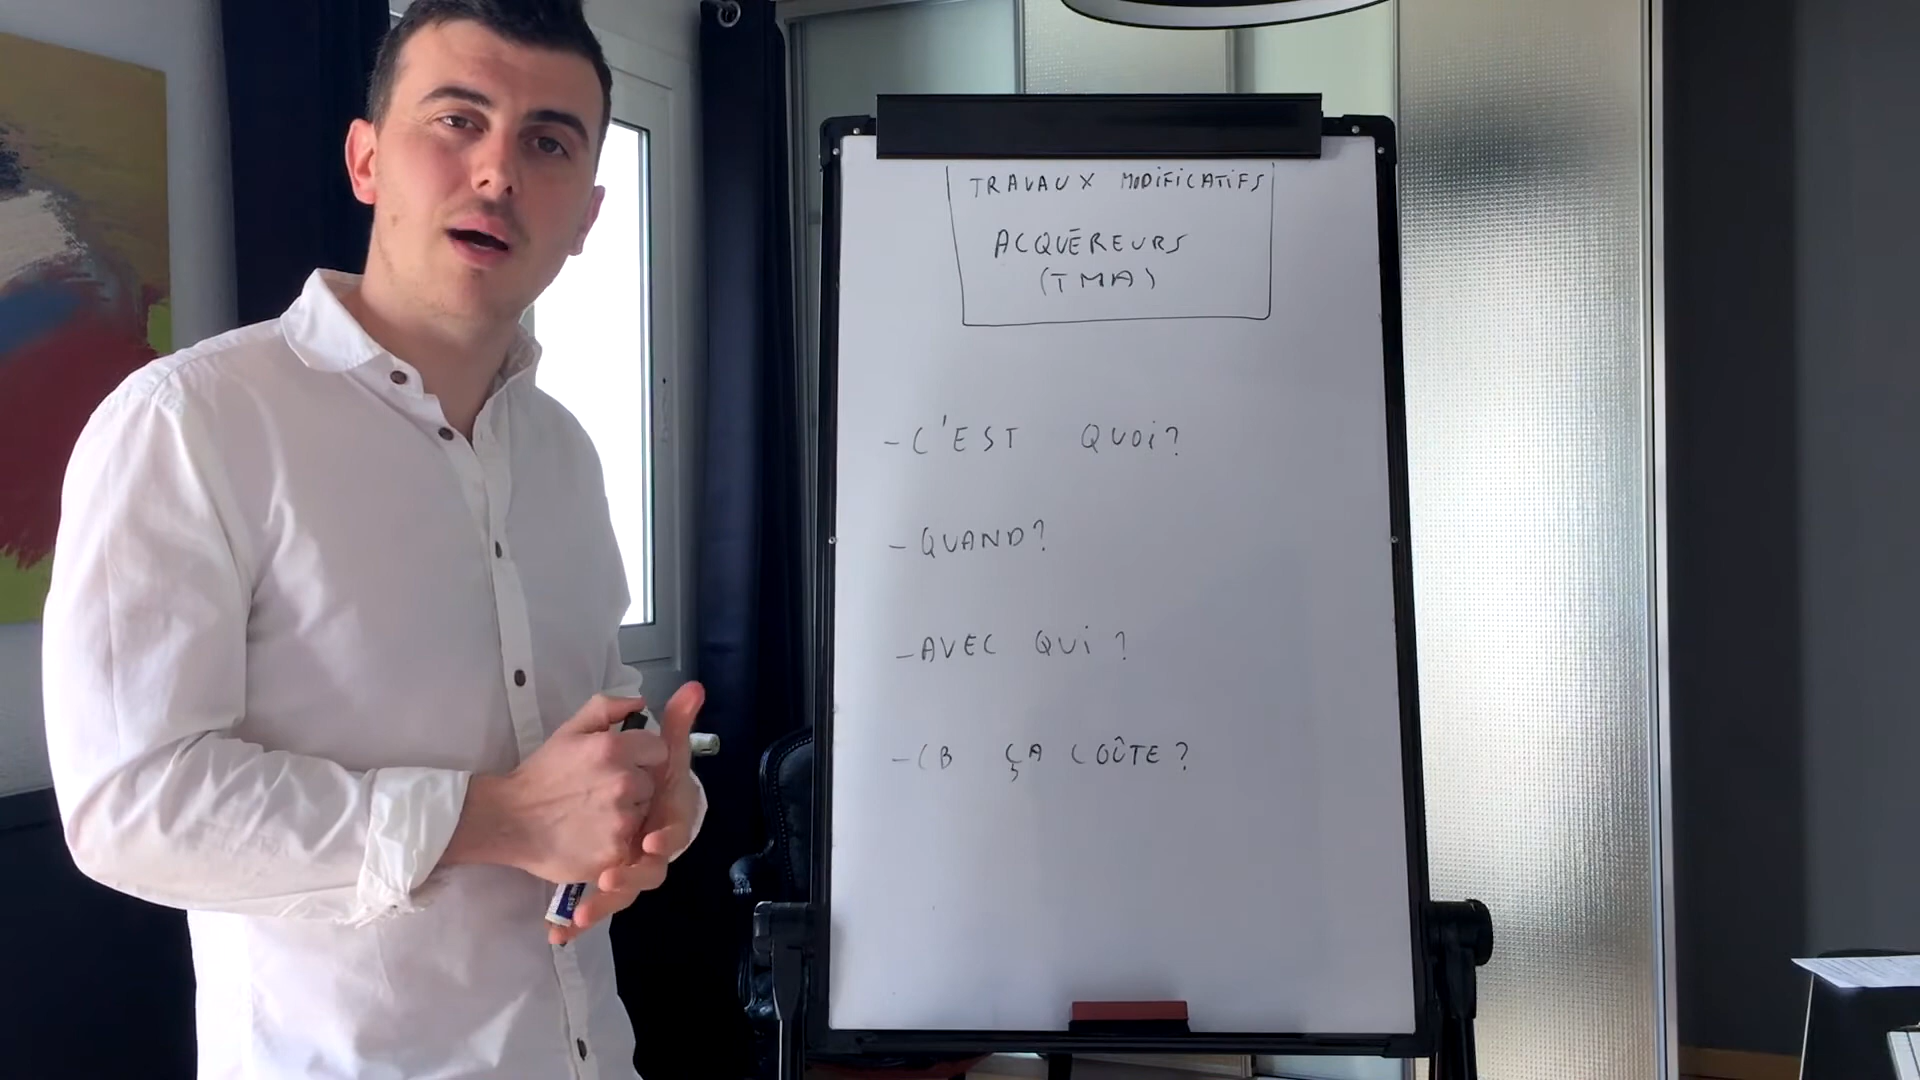 TRAVAUX MODIFICATIFS
ACQUÉREURS
(TMA)
- C'EST QUOI?
- QUAND?
- AVEC QUI ?
- CB ÇA COÛTE ?